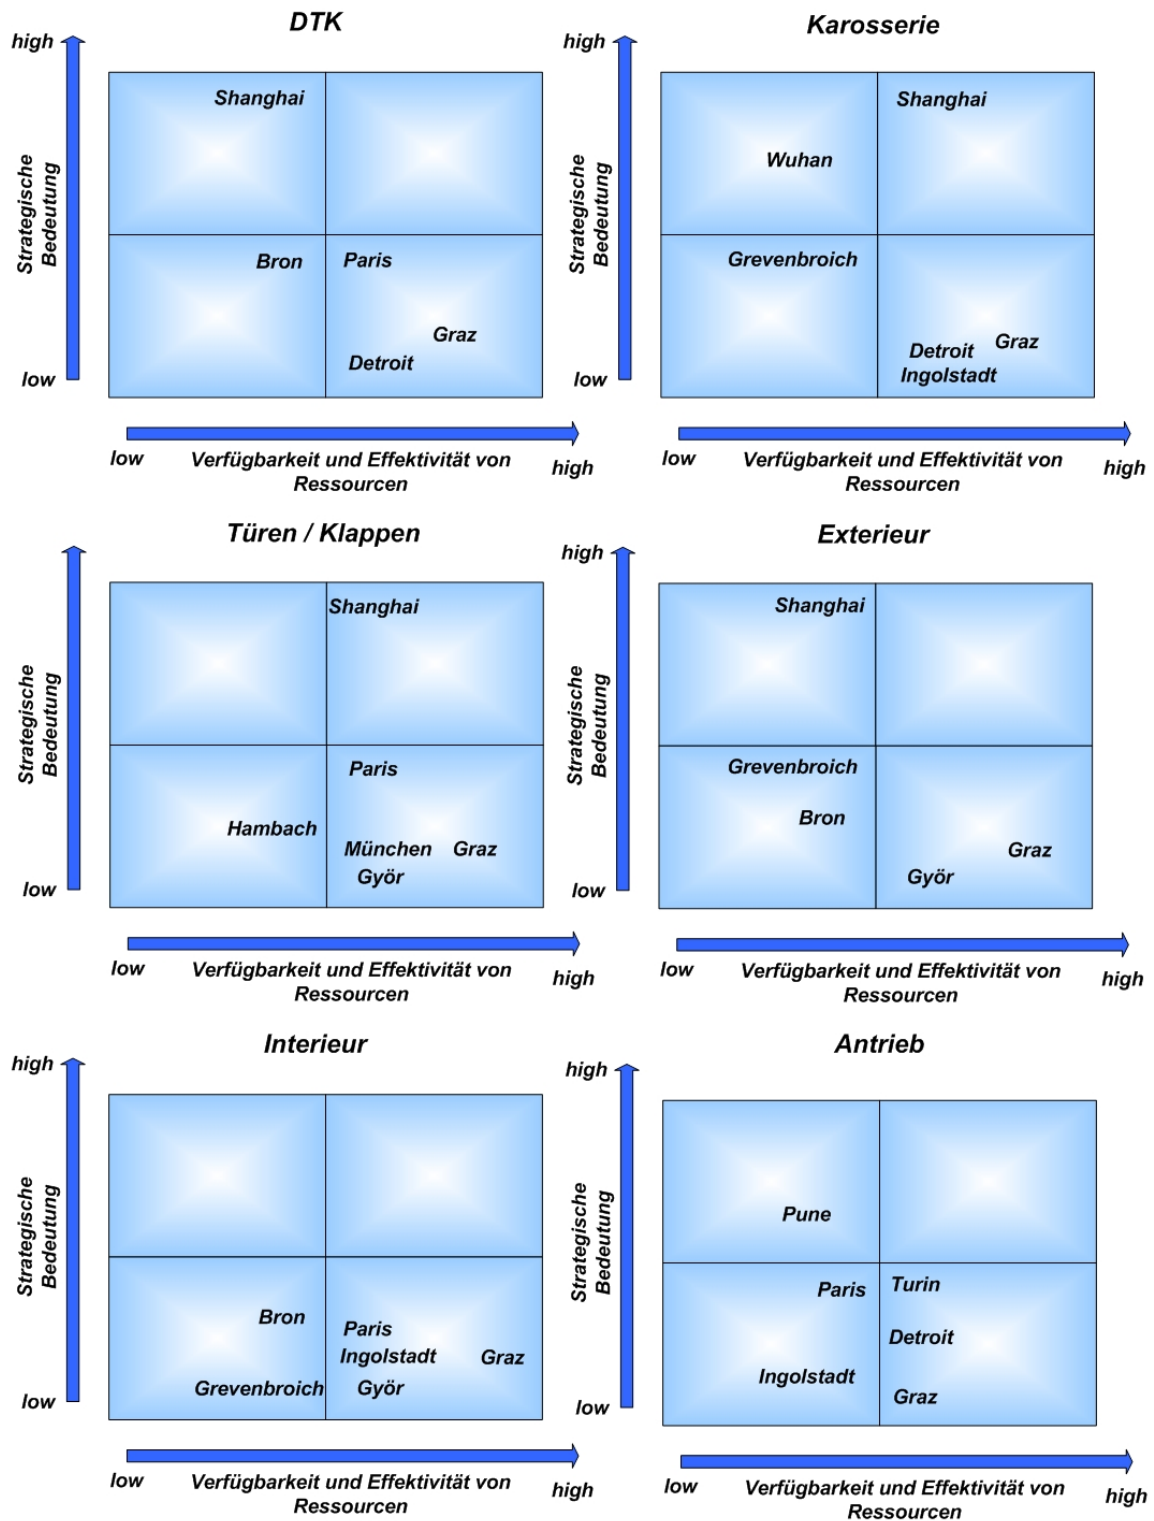 DTK
high
Strategische
Bedeutung
Shanghai
Bron
Paris
Graz
Detroit
low
low
Verfügbarkeit und Effektivität von
Ressourcen
high
Karosserie
high
Strategische
Bedeutung
Shanghai
Wuhan
Grevenbroich
Graz
Detroit
Ingolstadt
low
low
Verfügbarkeit und Effektivität von
Ressourcen
high
Türen / Klappen
Strategische
Bedeutung
Shanghai
Paris
Hambach
München
Graz
Györ
low
low
Verfügbarkeit und Effektivität von
Ressourcen
high
Exterieur
high
Strategische
Bedeutung
Shanghai
Grevenbroich
Bron
Graz
Györ
low
low
Verfügbarkeit und Effektivität von
Ressourcen
high
Interieur
high
Strategische
Bedeutung
Bron
Paris
Ingolstadt
Graz
Grevenbroich
Györ
low
low
Verfügbarkeit und Effektivität von
Ressourcen
high
Antrieb
high
Strategische
Bedeutung
Pune
Paris
Turin
Detroit
Ingolstadt
Graz
low
low
Verfügbarkeit und Effektivität von
Ressourcen
high